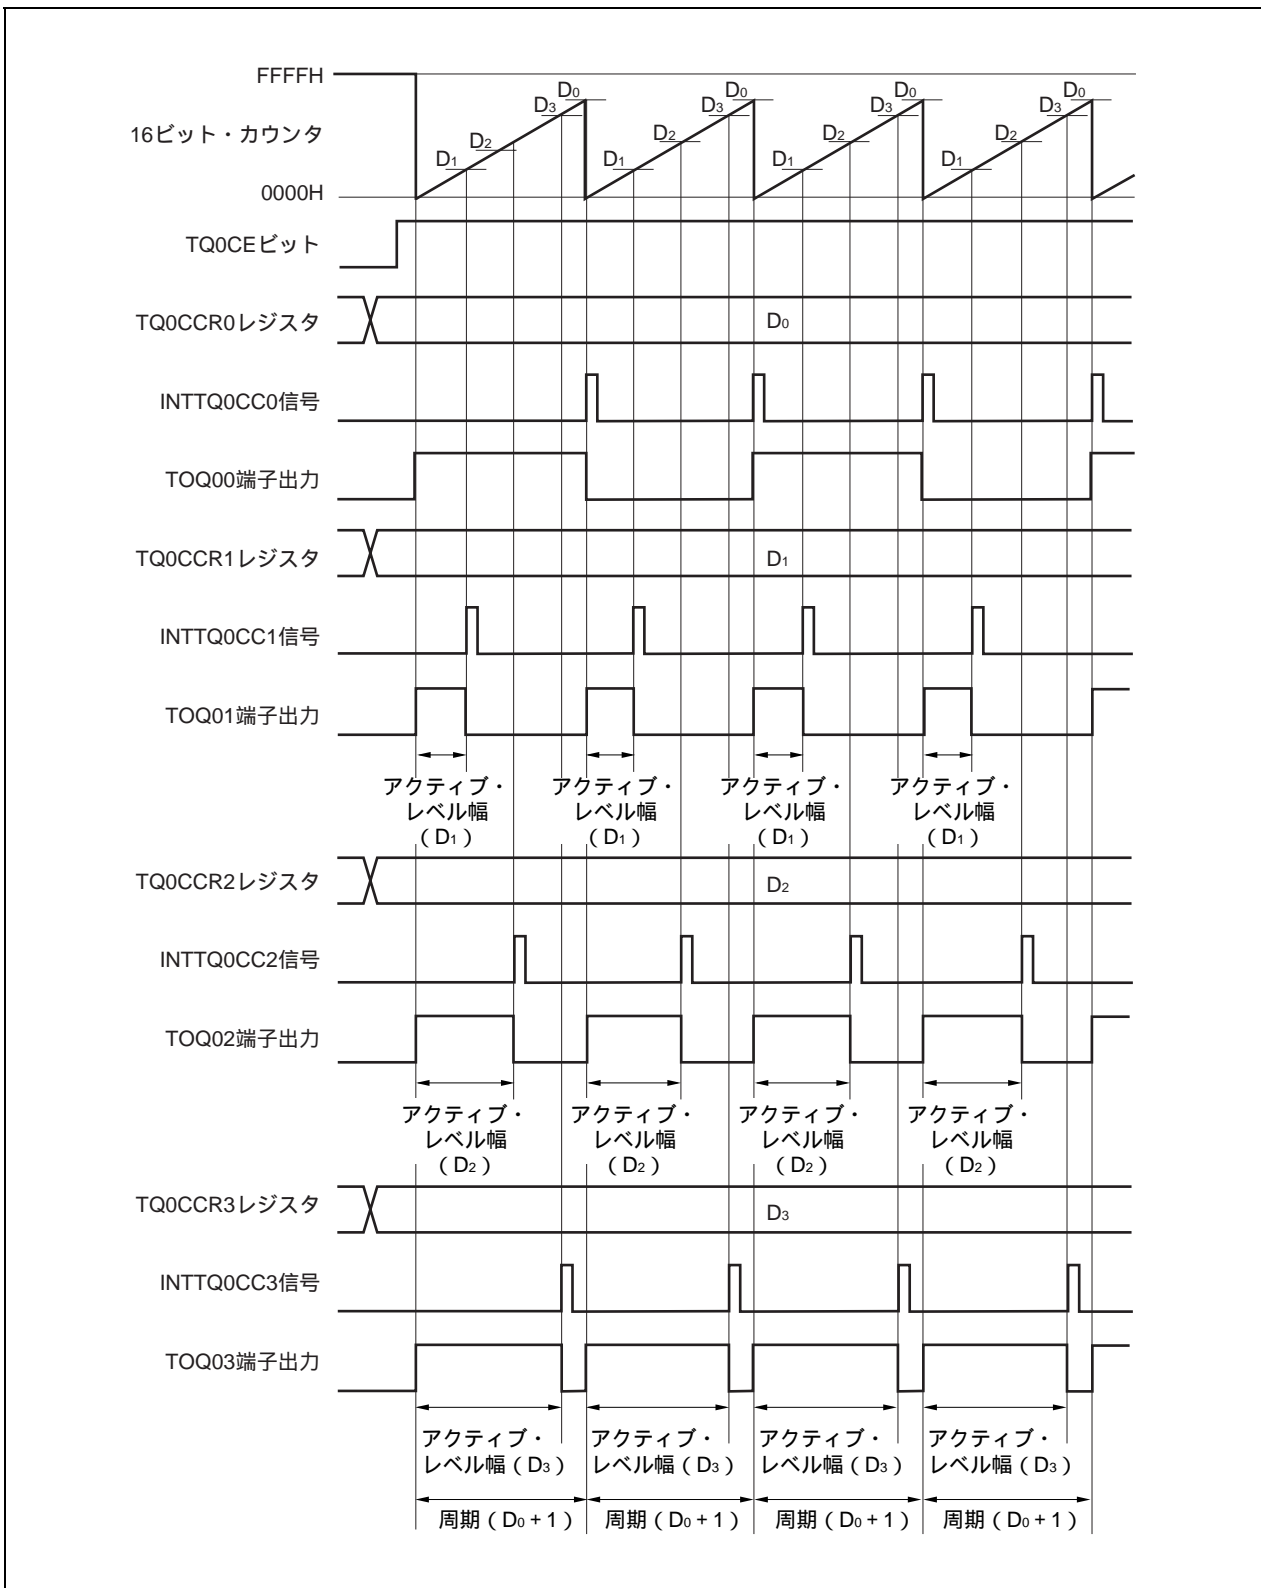 FFFFH
D0 D0 D0 D0
D3 D3 D3 D3
16ビット・カウンタ
D2 D2 D2 D2
D1 D1 D1 D1
0000H
TQ0CEビット
TQ0CCR0レジスタ D0
INTTQ0CC0信号
TOQ00端子出力
TQ0CCR1レジスタ D1
INTTQ0CC1信号
TOQ01端子出力
アクティブ・ アクティブ・ アクティブ・ アクティブ・
レベル幅 レベル幅 レベル幅 レベル幅
(D1) (D1) (D1) (D1)
TQ0CCR2レジスタ D2
INTTQ0CC2信号
TOQ02端子出力
アクティブ・ アクティブ・ アクティブ・ アクティブ・
レベル幅 レベル幅 レベル幅 レベル幅
(D2) (D2) (D2) (D2)
TQ0CCR3レジスタ D3
INTTQ0CC3信号
TOQ03端子出力
アクティブ・ アクティブ・ アクティブ・ アクティブ・
レベル幅(D3) レベル幅(D3) レベル幅(D3) レベル幅(D3)
周期(D0+1) 周期(D0+1) 周期(D0+1) 周期(D0+1)